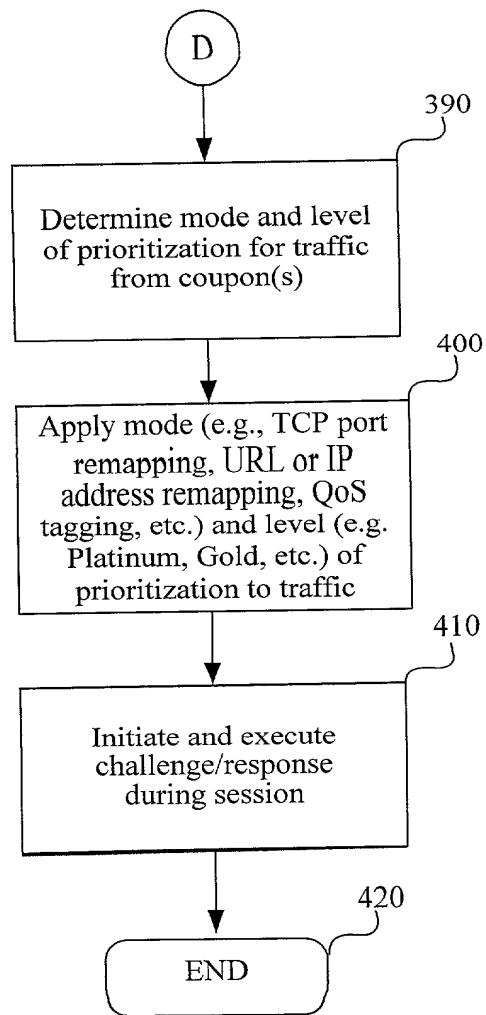 D
390
Determine mode and level
of prioritization for traffic
from coupon(s)
400
Apply mode (e.g., TCP port
remapping, URL or IP
address remapping, QoS
tagging, etc.) and level (e.g.
Platinum, Gold, etc.) of
prioritization to traffic
410
Initiate and execute
challenge/response
during session
420
END